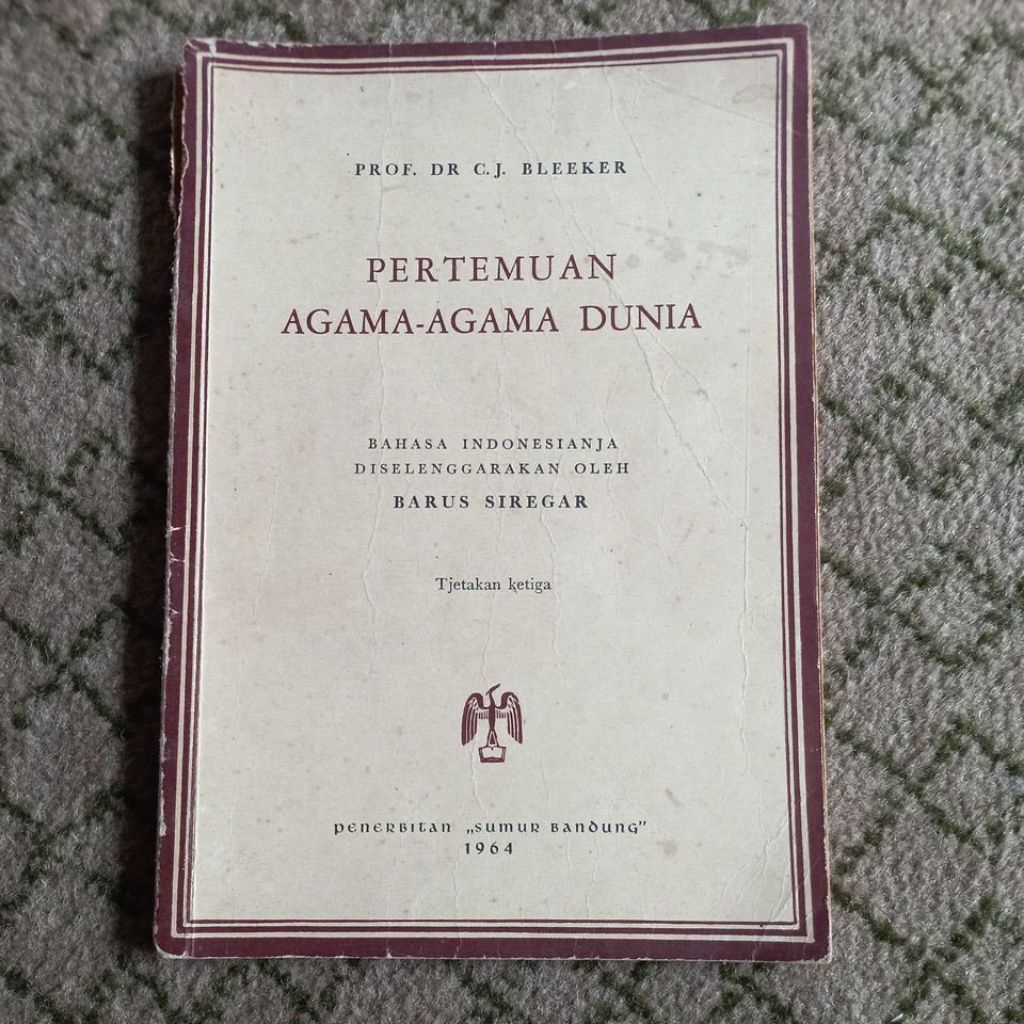 PROF. DR C.J. BLEEKER
PERTEMUAN
AGAMA-AGAMA DUNIA
BAHASA INDONESIANJA
DISELENGGARAKAN OLEH
BARUS SIREGAR
Tjetakan ketiga
PENERBITAN „SUMUR BANDUNG”
1964